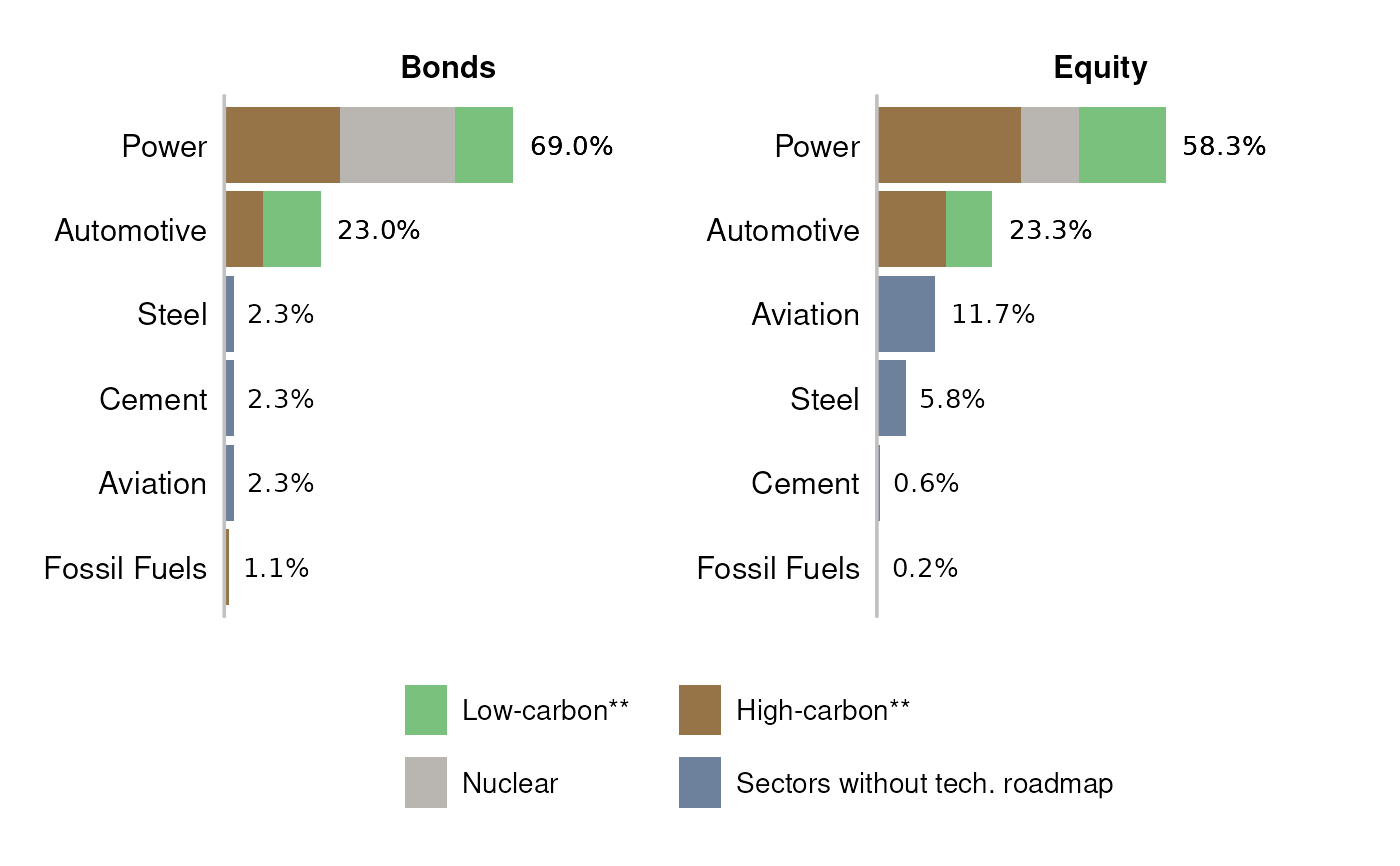 Bonds
Power 69.0%
Automotive 23.0%
Steel 2.3%
Cement 2.3%
Aviation 2.3%
Fossil Fuels 1.1%
Equity
Power 58.3%
Automotive 23.3%
Aviation 11.7%
Steel 5.8%
Cement 0.6%
Fossil Fuels 0.2%
Low-carbon** High-carbon**
Nuclear Sectors without tech. roadmap